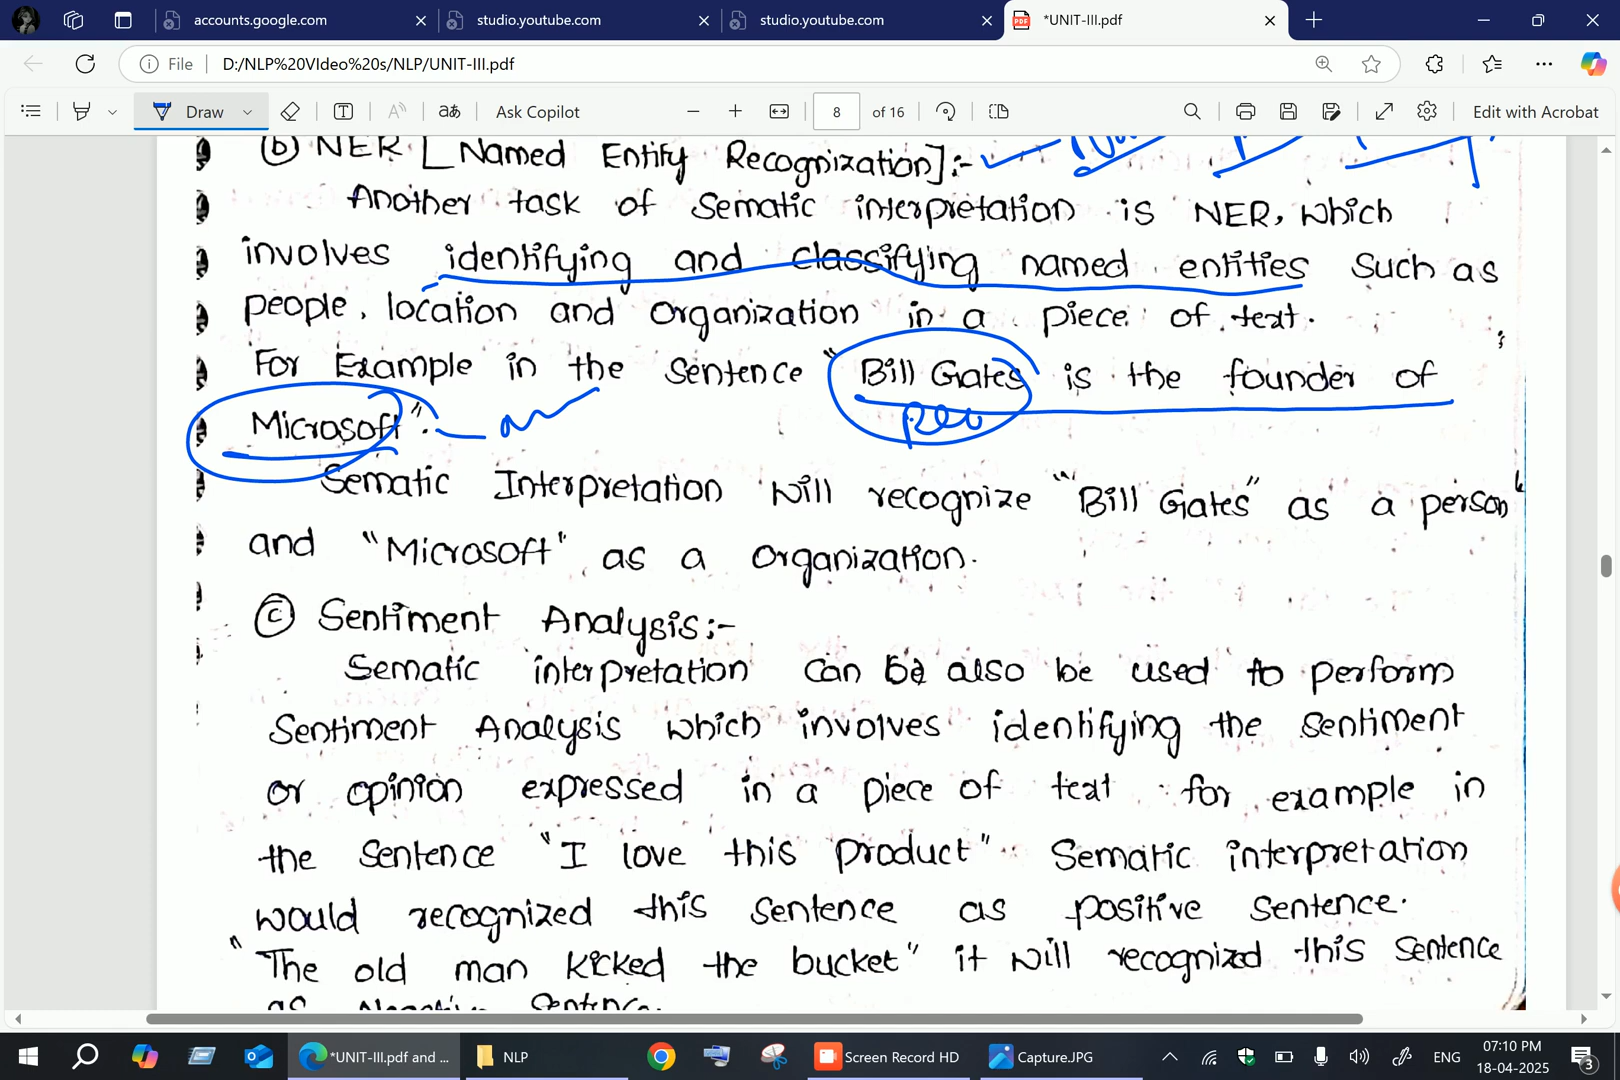 accounts.google.com
studio.youtube.com
studio.youtube.com
*UNIT-III.pdf
File
D:/NLP%20VIdeo%20s/NLP/UNIT-III.pdf
Draw
Ask Copilot
8 of 16
Edit with Acrobat
(b) NER [Named Entify Recognization]:-
Another task of Sematic interpretation is NER, which
involves identifying and classifying named entities such as
people, location and organization in a piece of text.
For Example in the Sentence "Bill Gates is the founder of
Microsoft".
Sematic Interpretation will recognize "Bill Gates" as a person
and "Microsoft" as a organization.
(c) Sentiment Analysis:-
Sematic interpretation can be also be used to perform
Sentiment Analysis which involves identifying the sentiment
or opinion expressed in a piece of text for example in
the sentence "I love this product" Sematic interpretation
would recognized this sentence as positive sentence.
"The old man kicked the bucket" it will recognized this sentence
as Sentence.
*UNIT-III.pdf and ...
NLP
Screen Record HD
Capture.JPG
ENG
07:10 PM
18-04-2025
3